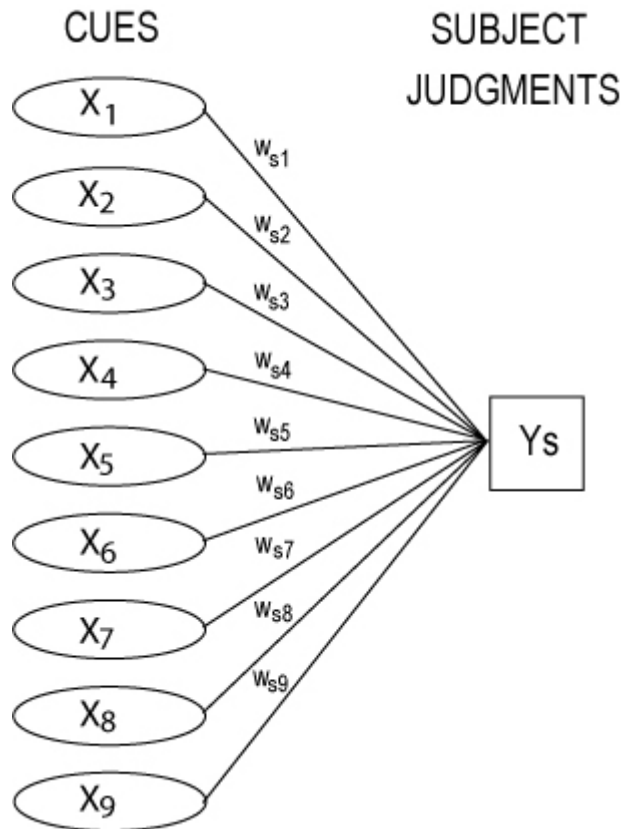 CUES
SUBJECT
JUDGMENTS
X1
X2
X3
X4
X5
X6
X7
X8
X9
ws1
ws2
ws3
ws4
ws5
ws6
ws7
ws8
ws9
Ys